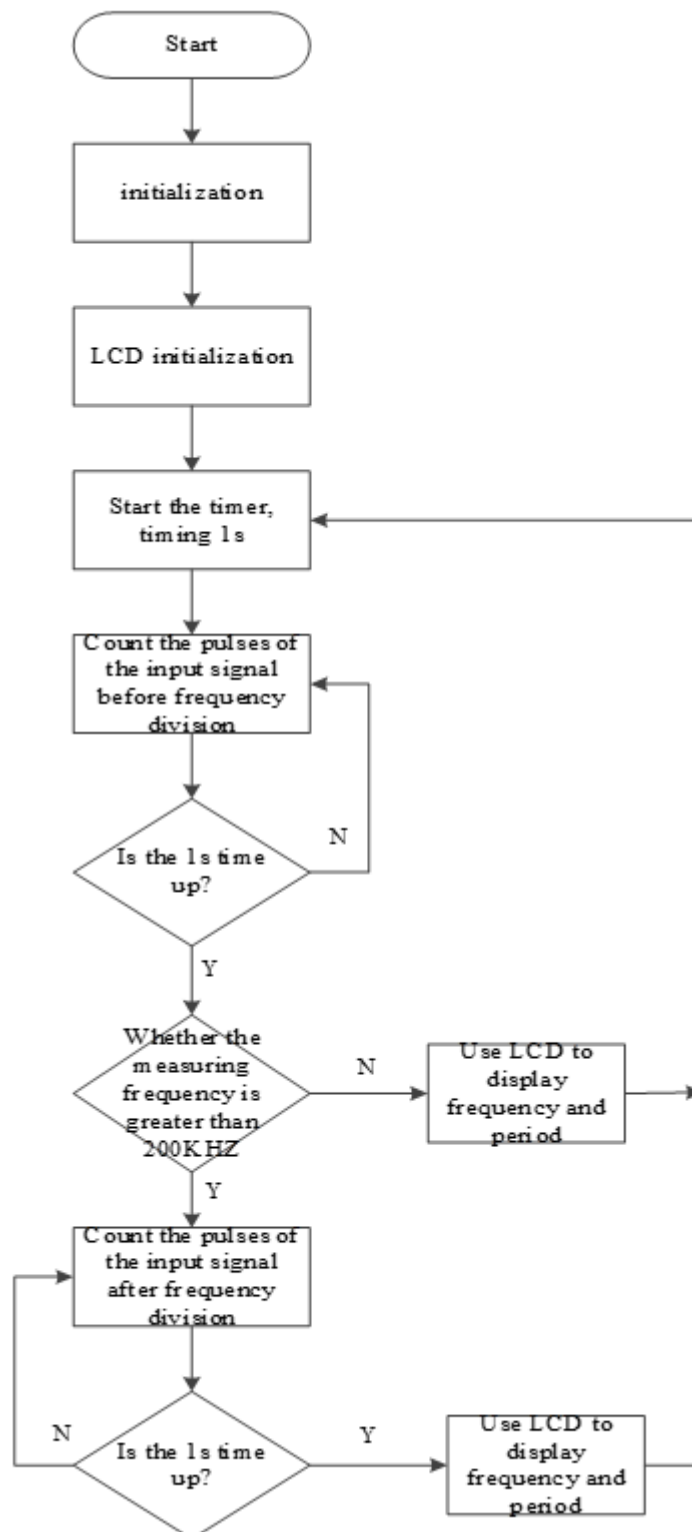 Start
initialization
LCD initialization
Start the timer,
timing 1s
Count the pulses of
the input signal
before frequency
division
Is the 1s time
up?
N
Y
Whether the
measuring
frequency is
greater than
200KHZ
N
Use LCD to
display
frequency and
period
Y
Count the pulses of
the input signal
after frequency
division
N
Is the 1s time
up?
Y
Use LCD to
display
frequency and
period